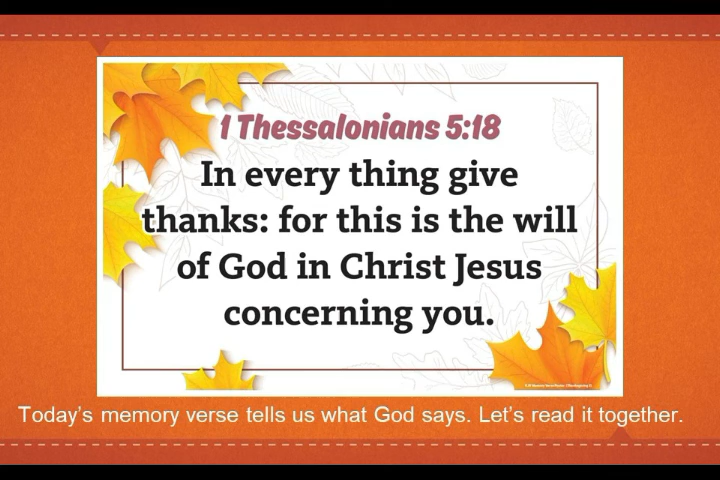 1 Thessalonians 5:18
In every thing give
thanks: for this is the will
of God in Christ Jesus
concerning you.
Today's memory verse tells us what God says. Let's read it together.